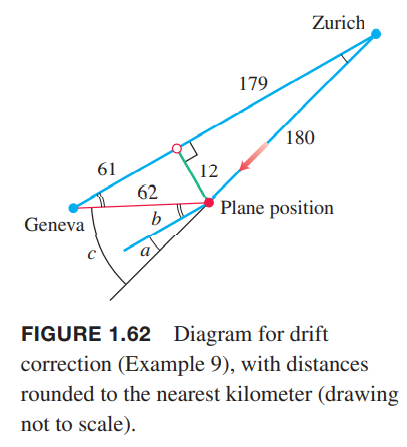 Zurich
179
180
61
12
62
Plane position
Geneva
b
c
a
FIGURE 1.62 Diagram for drift
correction (Example 9), with distances
rounded to the nearest kilometer (drawing
not to scale).